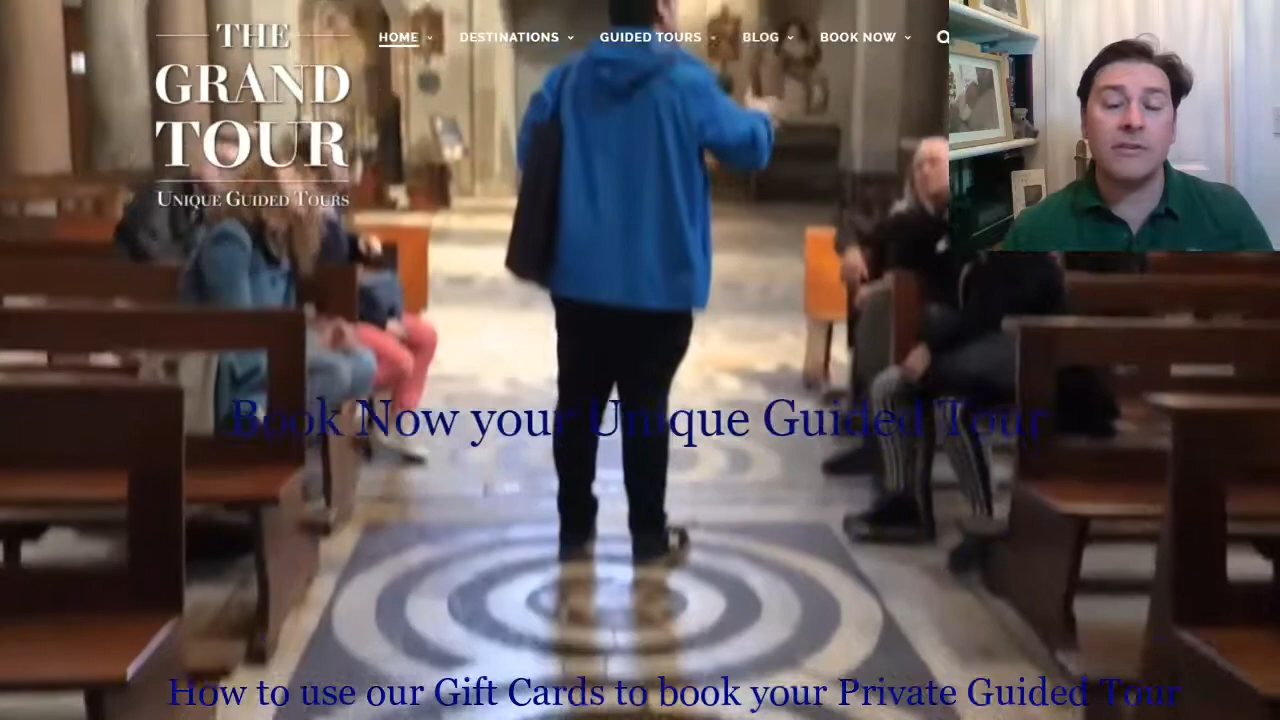 THE
GRAND
TOUR
UNIQUE GUIDED TOURS
HOME
DESTINATIONS
GUIDED TOURS
BLOG
BOOK NOW
Book Now your Unique Guided Tour
How to use our Gift Cards to book your Private Guided Tour